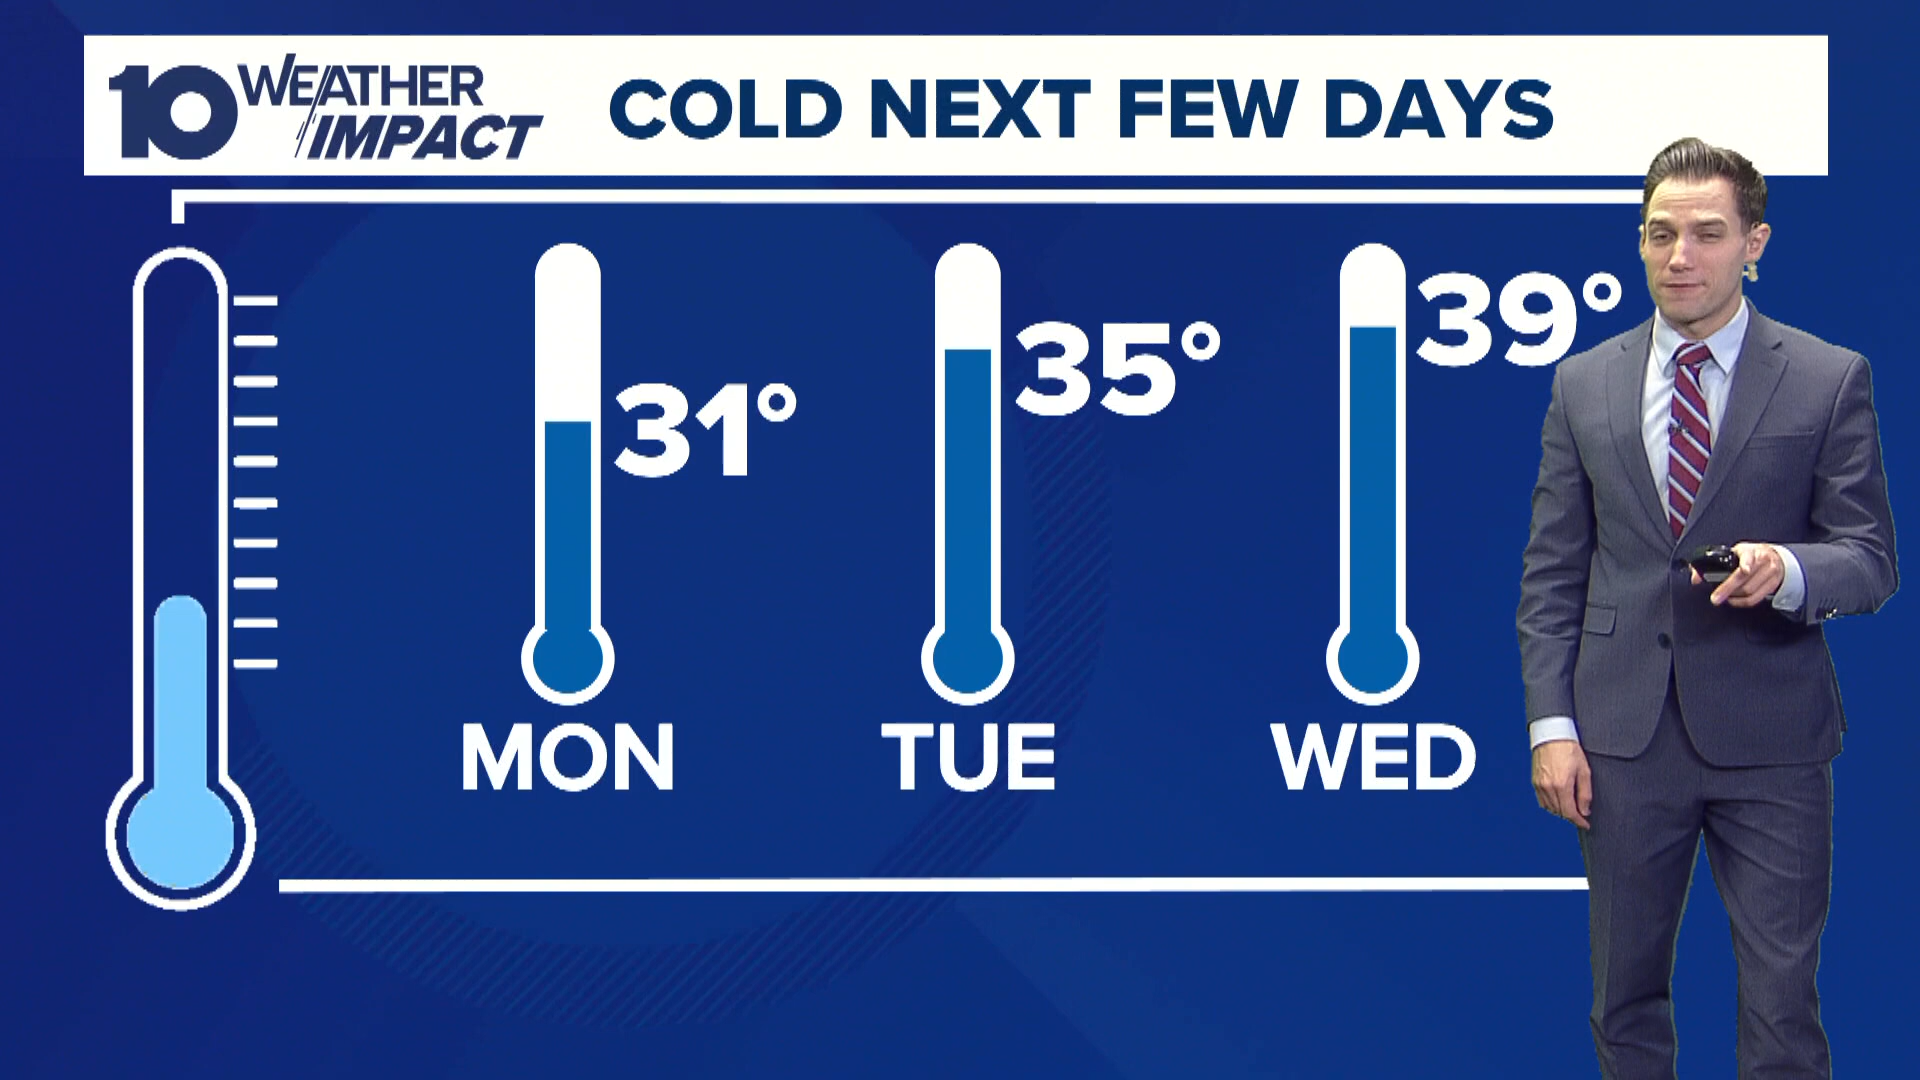 10 WEATHER IMPACT
COLD NEXT FEW DAYS
31°
35°
39°
MON
TUE
WED